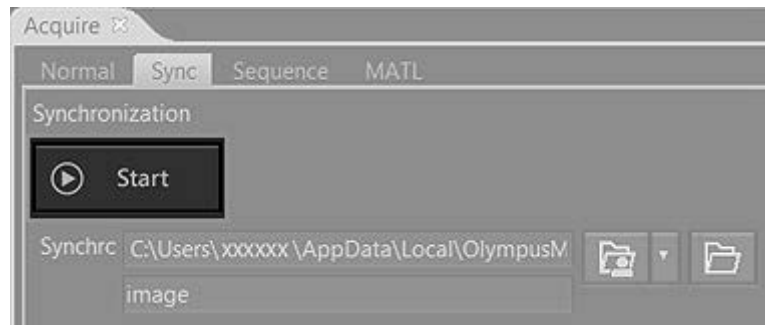 Acquire
Normal Sync Sequence MATL
Synchronization
Start
Synchrc C:\Users\xxxxxx\AppData\Local\OlympusM
image